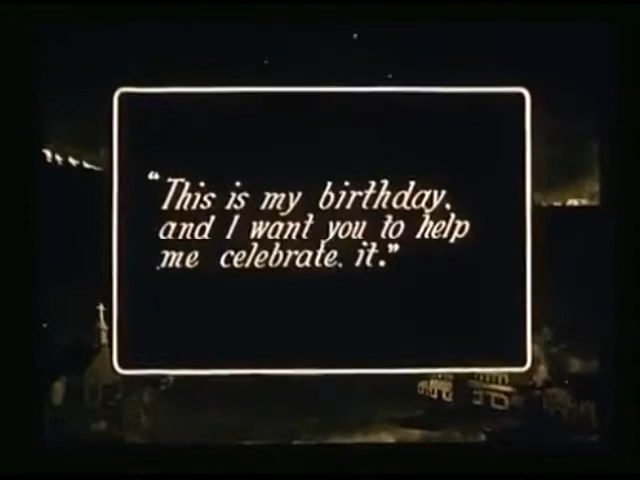 "This is my birthday,
and I want you to help
me celebrate it."